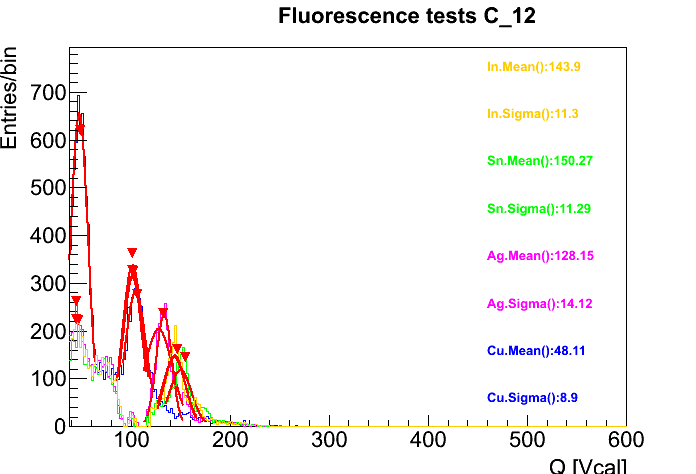 Fluorescence tests C_12
Entries/bin
700
600
500
400
300
200
100
0
In.Mean():143.9
In.Sigma():11.3
Sn.Mean():150.27
Sn.Sigma():11.29
Ag.Mean():128.15
Ag.Sigma():14.12
Cu.Mean():48.11
Cu.Sigma():8.9
100 200 300 400 500 600
Q [Vcal]